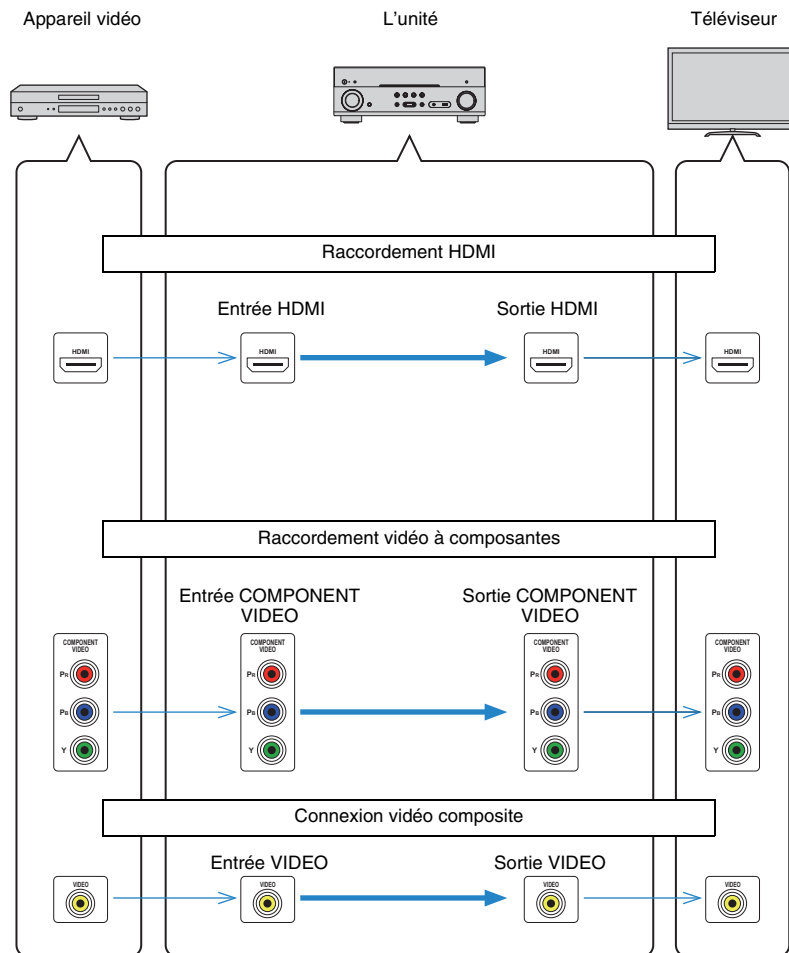 Appareil vidéo
L'unité
Téléviseur
Raccordement HDMI
Entrée HDMI
Sortie HDMI
HDMI
HDMI
HDMI
HDMI
Raccordement vidéo à composantes
Entrée COMPONENT
VIDEO
Sortie COMPONENT
VIDEO
COMPONENT
VIDEO
PR
PB
Y
COMPONENT
VIDEO
PR
PB
Y
COMPONENT
VIDEO
PR
PB
Y
COMPONENT
VIDEO
PR
PB
Y
Connexion vidéo composite
Entrée VIDEO
Sortie VIDEO
VIDEO
VIDEO
VIDEO
VIDEO